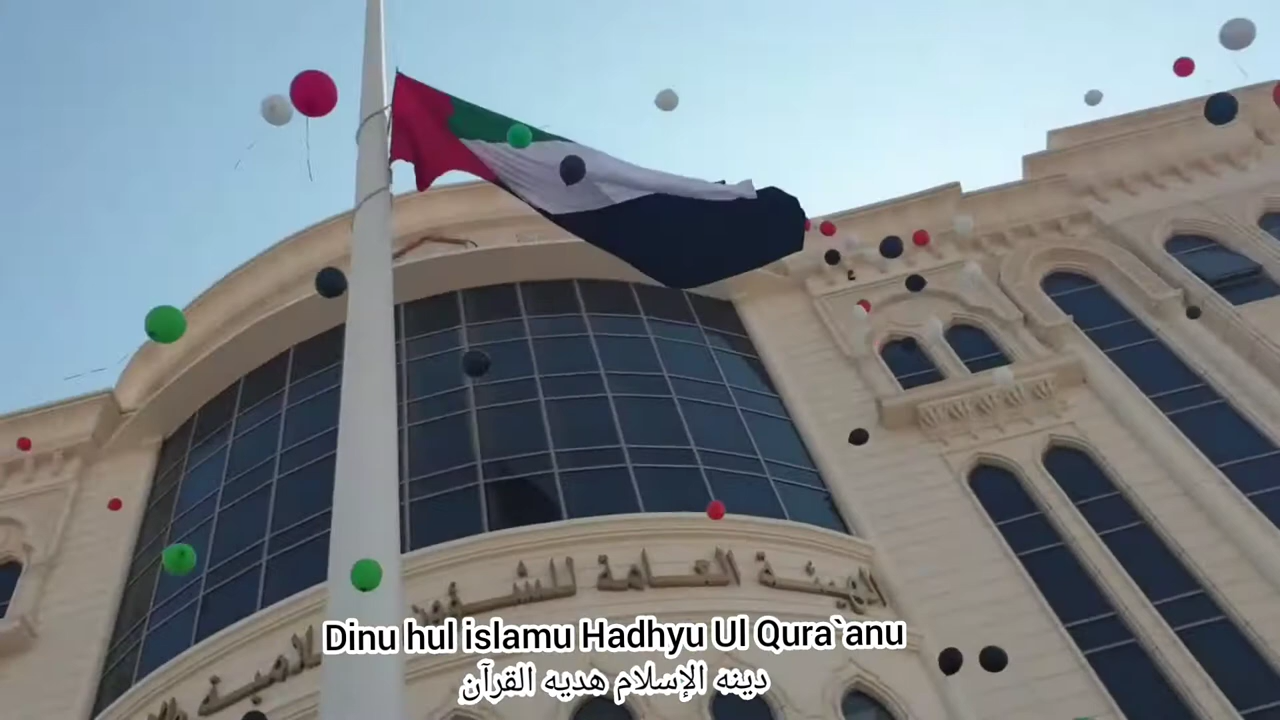 الهيئة العامة للشئون
Dinu hul islamu Hadhyu Ul Qura`anu
دينه الإسلام هديه القرآن